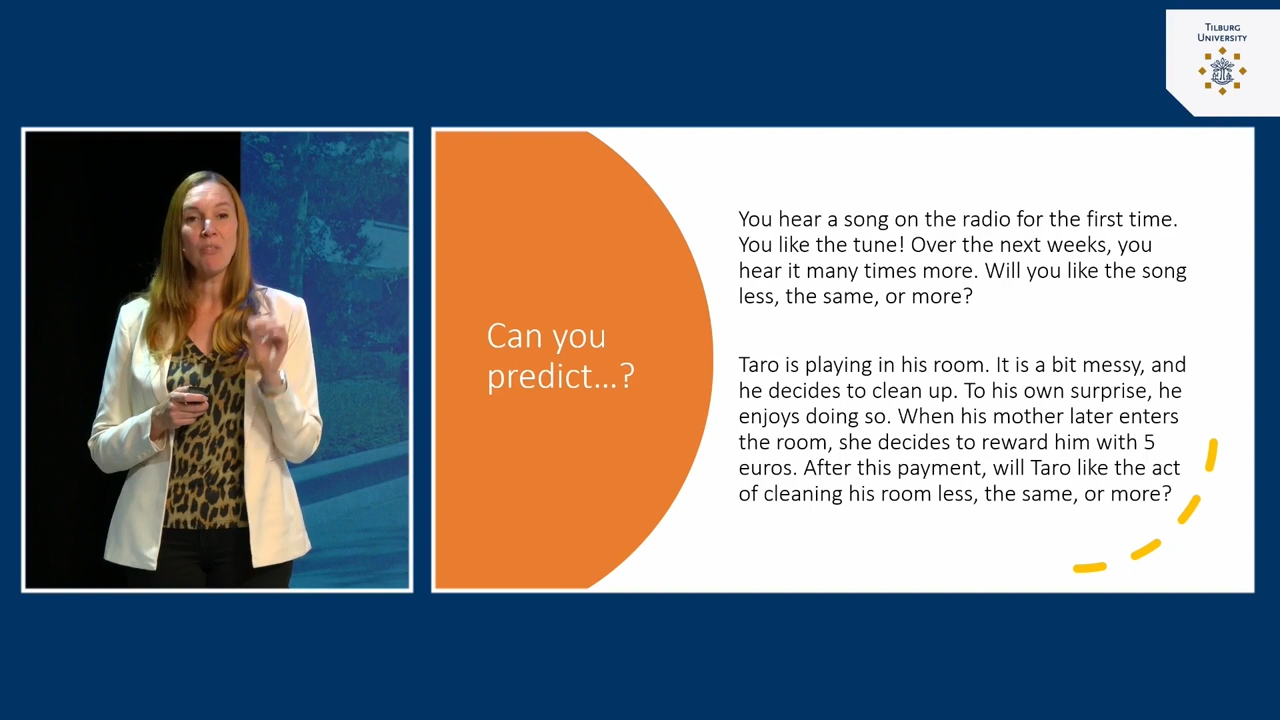 TILBURG
UNIVERSITY
Can you
predict...?
You hear a song on the radio for the first time.
You like the tune! Over the next weeks, you
hear it many times more. Will you like the song
less, the same, or more?
Taro is playing in his room. It is a bit messy, and
he decides to clean up. To his own surprise, he
enjoys doing so. When his mother later enters
the room, she decides to reward him with 5
euros. After this payment, will Taro like the act
of cleaning his room less, the same, or more?